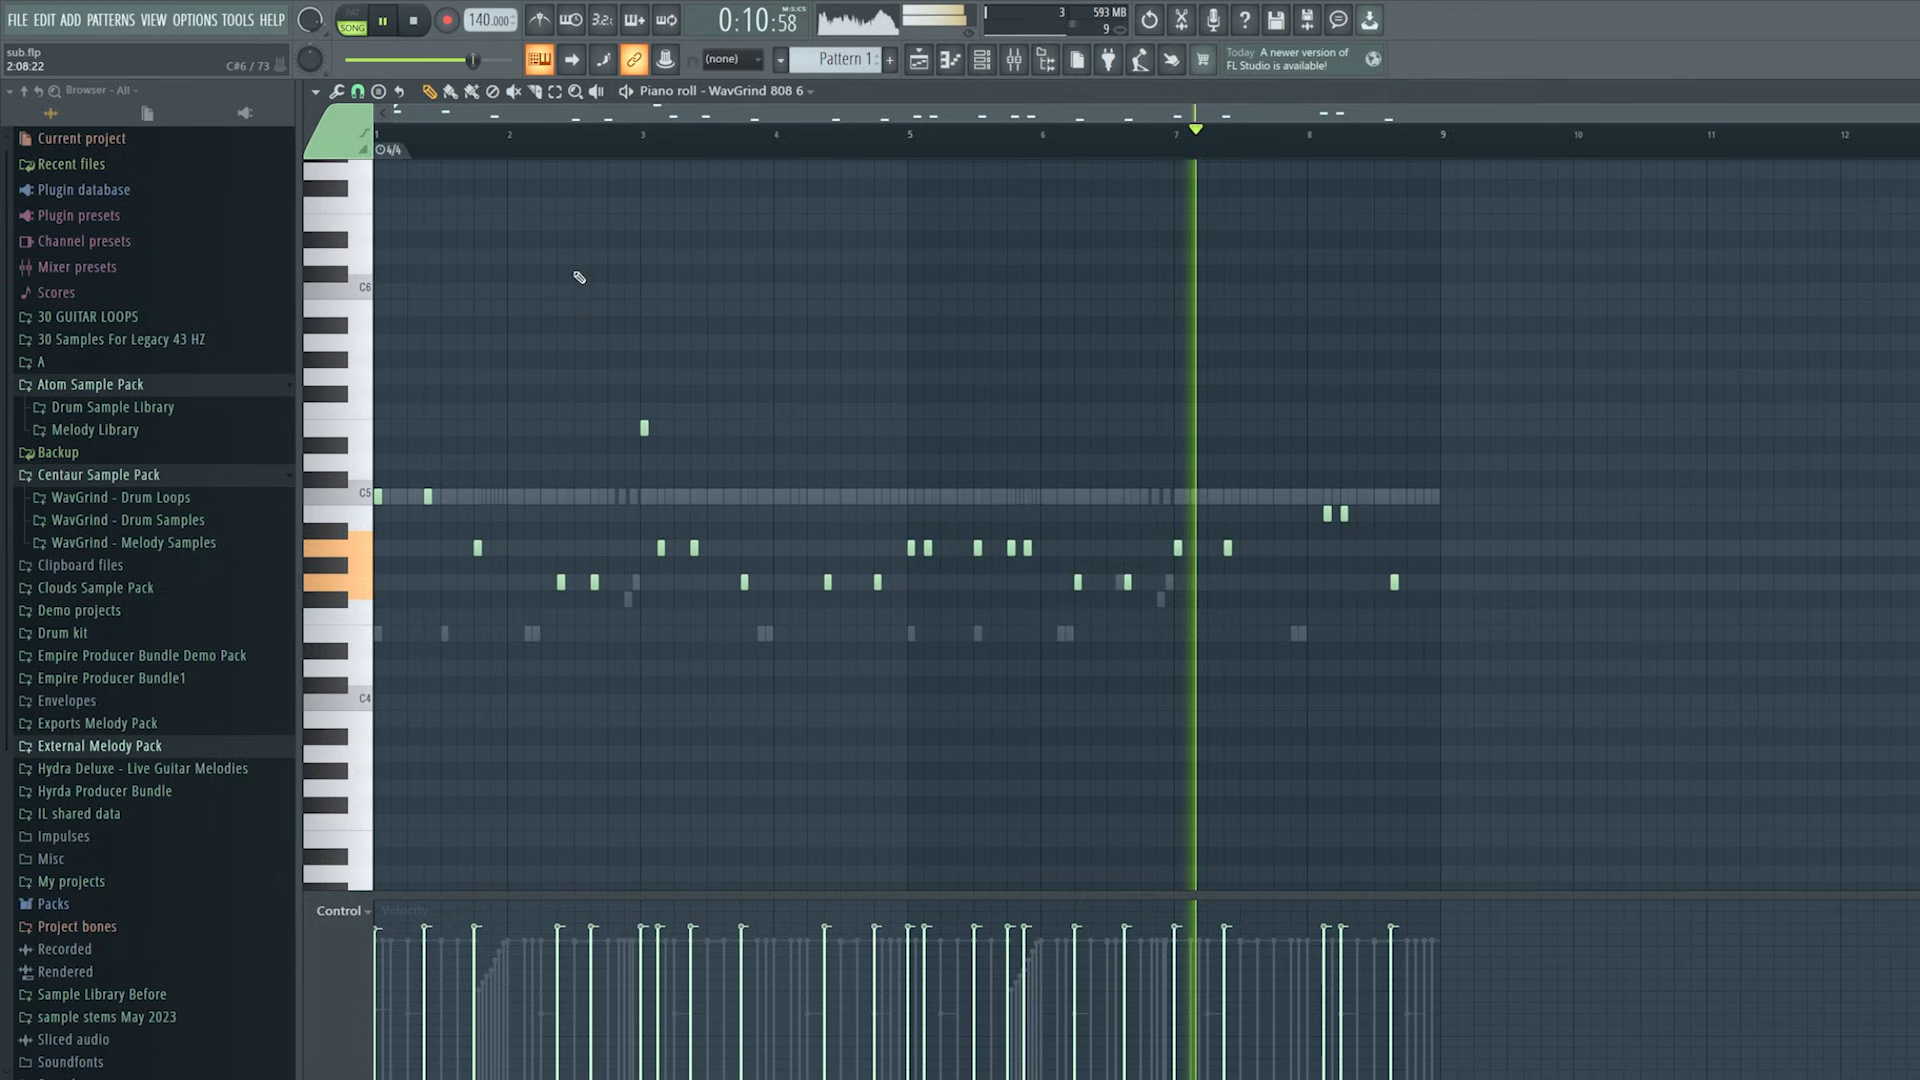 FILE EDIT ADD PATTERNS VIEW OPTIONS TOOLS HELP
PAT
SONG
140.000
3.2.
0:10:58
M:S:CS
3
593 MB
9
sub.flp
2:08:22
C#6 / 73
(none)
Pattern 1
+
Today A newer version of
FL Studio is available!
Browser - All
Piano roll - WavGrind 808 6
1 2 3 4 5 6 7 8 9 10 11 12
4/4
Current project
Recent files
Plugin database
Plugin presets
Channel presets
Mixer presets
Scores
30 GUITAR LOOPS
30 Samples For Legacy 43 HZ
A
Atom Sample Pack
Drum Sample Library
Melody Library
Backup
Centaur Sample Pack
WavGrind - Drum Loops
WavGrind - Drum Samples
WavGrind - Melody Samples
Clipboard files
Clouds Sample Pack
Demo projects
Drum kit
Empire Producer Bundle Demo Pack
Empire Producer Bundle1
Envelopes
Exports Melody Pack
External Melody Pack
Hydra Deluxe - Live Guitar Melodies
Hyrda Producer Bundle
IL shared data
Impulses
Misc
My projects
Packs
Project bones
Recorded
Rendered
Sample Library Before
sample stems May 2023
Sliced audio
Soundfonts
C6
C5
C4
Control
Velocity